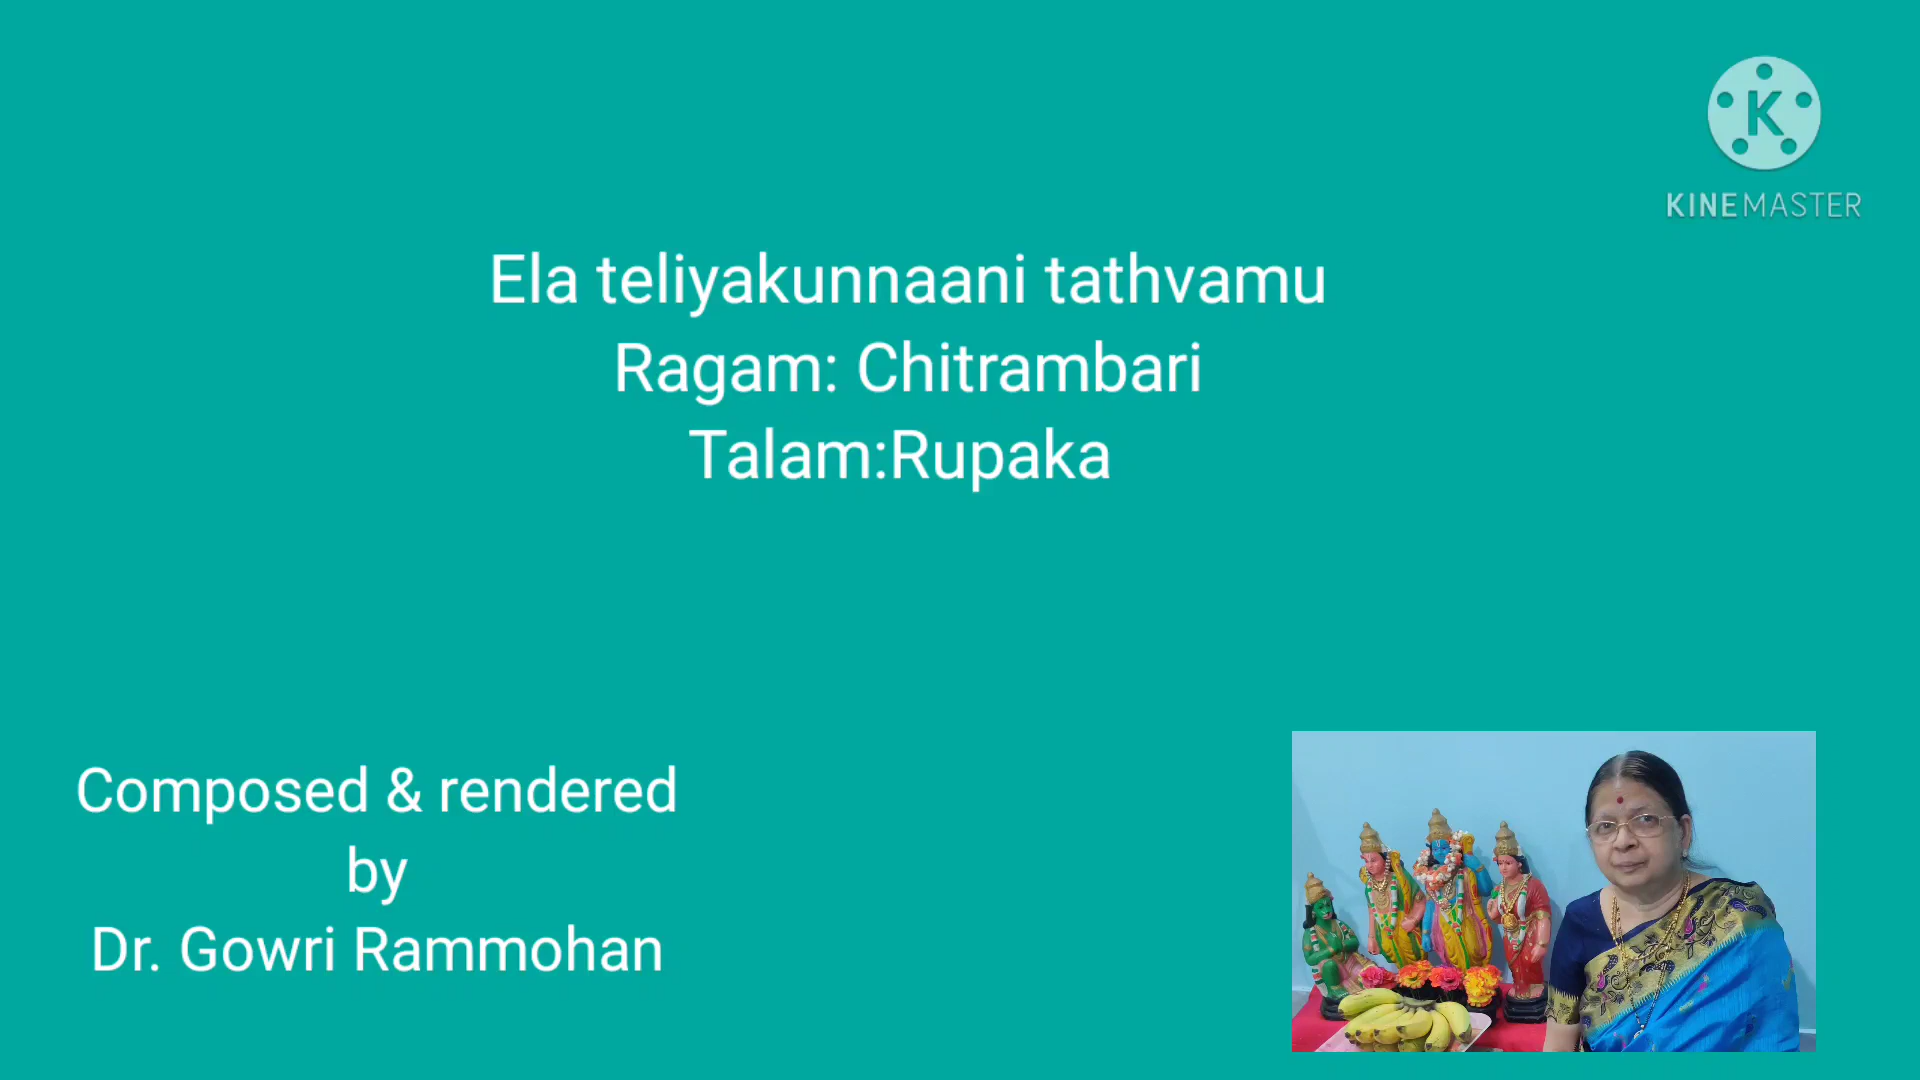 K
KINEMASTER
Ela teliyakunnaani tathvamu
Ragam: Chitrambari
Talam:Rupaka
Composed & rendered
by
Dr. Gowri Rammohan